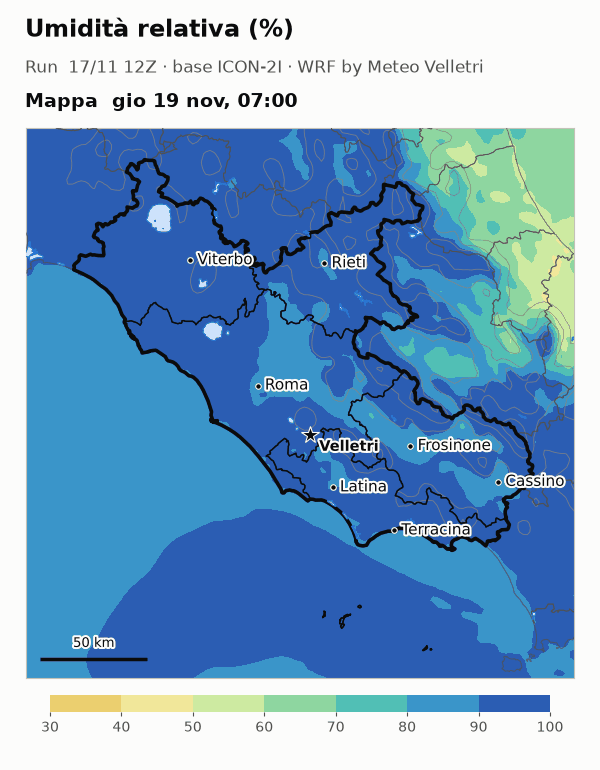 Umidità relativa (%)
Run  17/11 12Z · base ICON-2I · WRF by Meteo Velletri
Mappa  gio 19 nov, 07:00
Viterbo
Rieti
Roma
Velletri
Frosinone
Cassino
Latina
Terracina
50 km
30 40 50 60 70 80 90 100